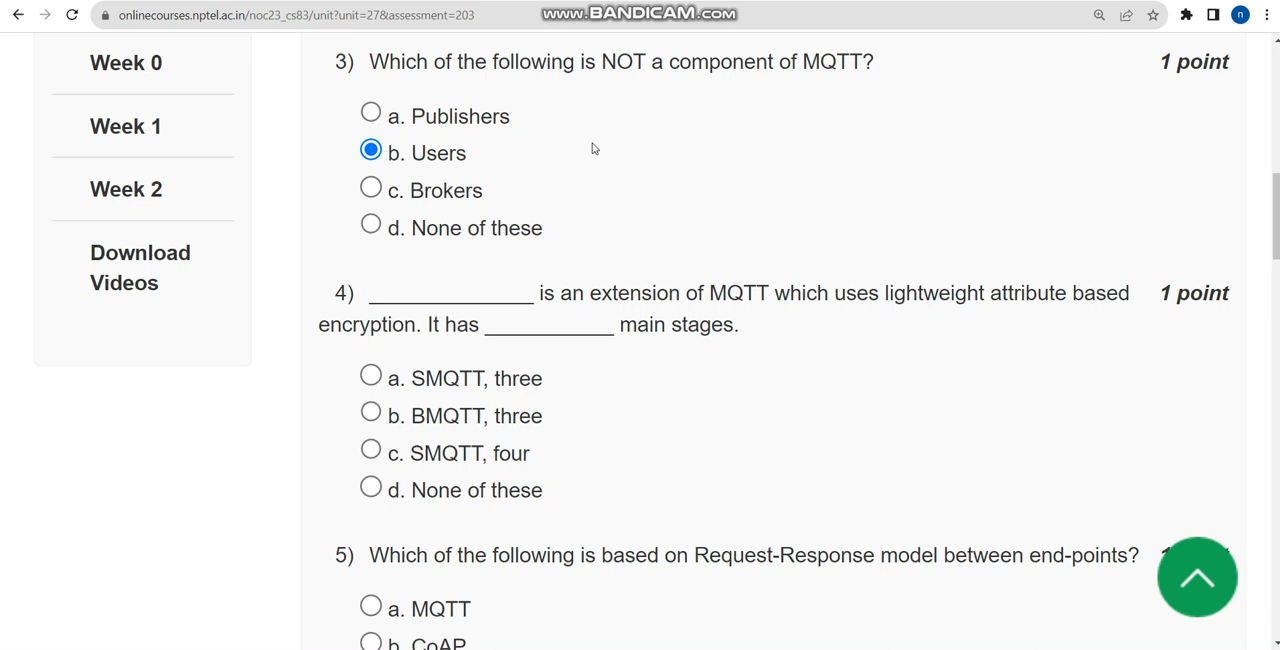 onlinecourses.nptel.ac.in/noc23_cs83/unit?unit=27&assessment=203
www.BANDICAM.com
n
Week 0
Week 1
Week 2
Download
Videos
3) Which of the following is NOT a component of MQTT? 1 point
a. Publishers
b. Users
c. Brokers
d. None of these
4) ______________ is an extension of MQTT which uses lightweight attribute based 1 point
encryption. It has ___________ main stages.
a. SMQTT, three
b. BMQTT, three
c. SMQTT, four
d. None of these
5) Which of the following is based on Request-Response model between end-points?
a. MQTT
b. CoAP